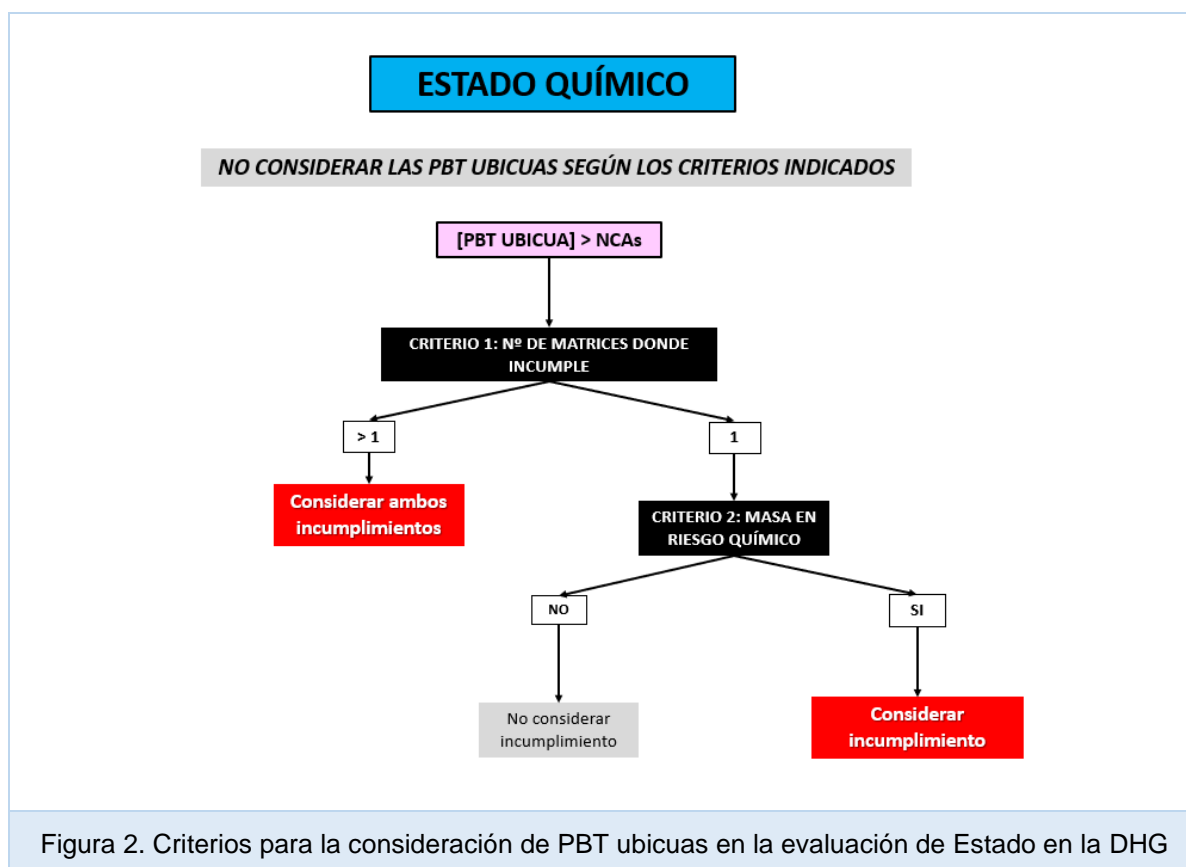 ESTADO QUÍMICO
NO CONSIDERAR LAS PBT UBICUAS SEGÚN LOS CRITERIOS INDICADOS
[PBT UBICUA] > NCAs
CRITERIO 1: Nº DE MATRICES DONDE
INCUMPLE
> 1
1
Considerar ambos
incumplimientos
CRITERIO 2: MASA EN
RIESGO QUÍMICO
NO
SI
No considerar
incumplimiento
Considerar
incumplimiento
Figura 2. Criterios para la consideración de PBT ubicuas en la evaluación de Estado en la DHG